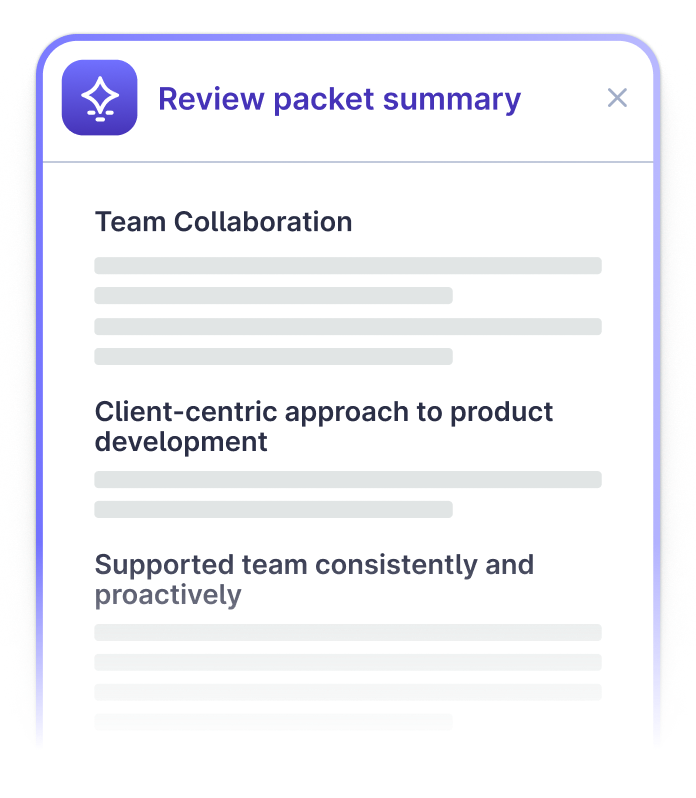 Review packet summary
Team Collaboration
Client-centric approach to product
development
Supported team consistently and
proactively